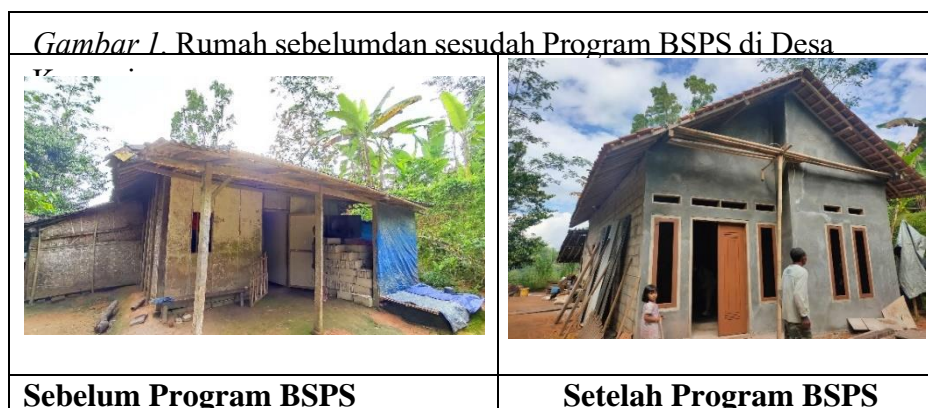 Gambar 1. Rumah sebelumdan sesudah Program BSPS di Desa
Sebelum Program BSPS
Setelah Program BSPS